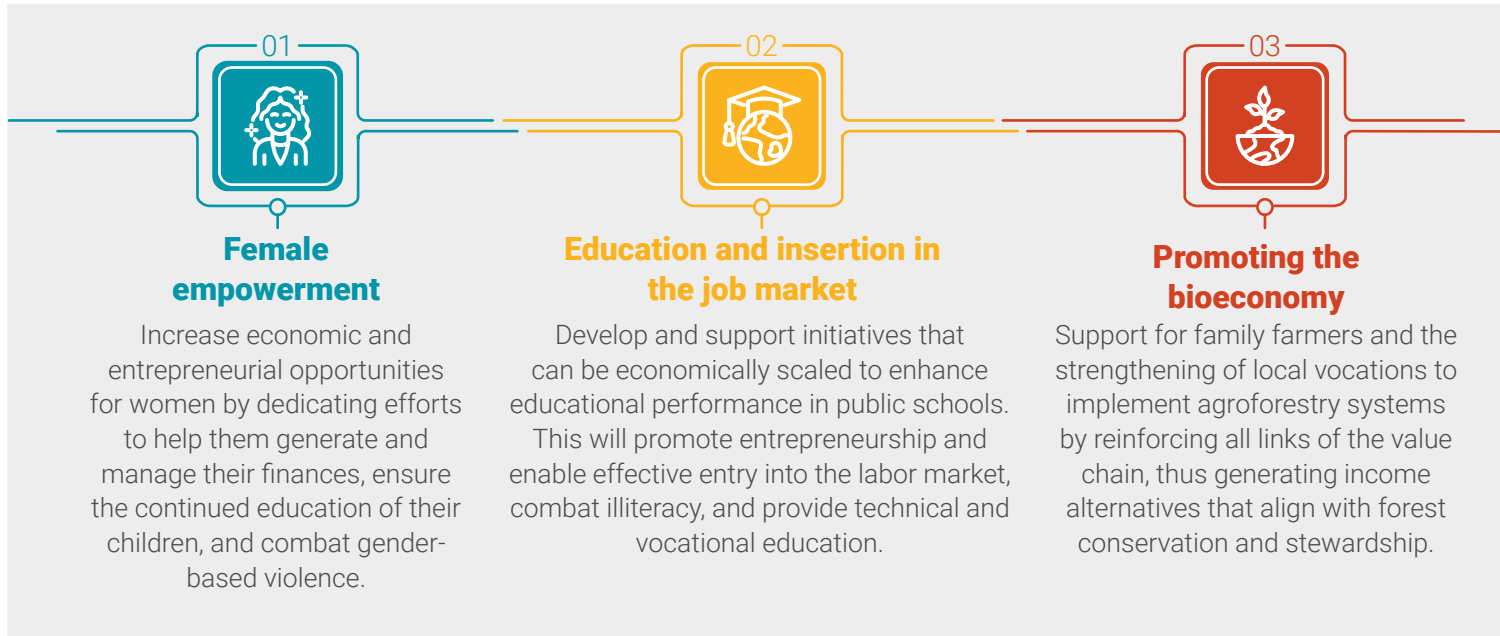 01
Female
empowerment
Increase economic and
entrepreneurial opportunities
for women by dedicating efforts
to help them generate and
manage their finances, ensure
the continued education of their
children, and combat gender-
based violence.
02
Education and insertion in
the job market
Develop and support initiatives that
can be economically scaled to enhance
educational performance in public schools.
This will promote entrepreneurship and
enable effective entry into the labor market,
combat illiteracy, and provide technical and
vocational education.
03
Promoting the
bioeconomy
Support for family farmers and the
strengthening of local vocations to
implement agroforestry systems
by reinforcing all links of the value
chain, thus generating income
alternatives that align with forest
conservation and stewardship.